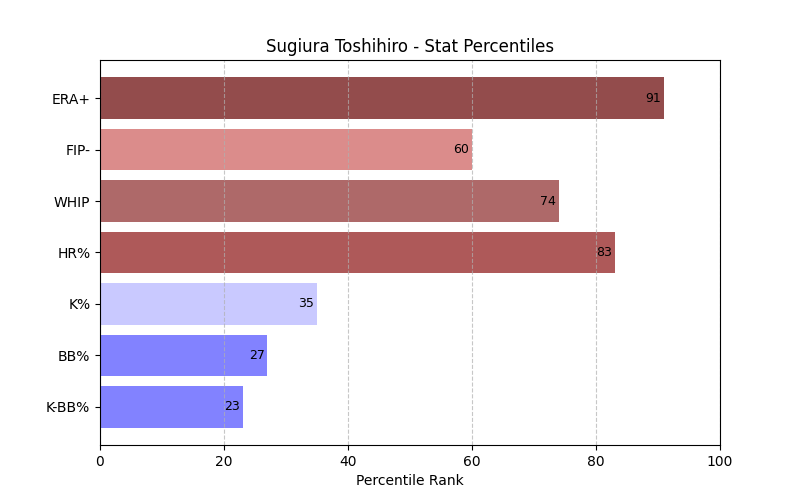 Sugiura Toshihiro - Stat Percentiles
ERA+ 91
FIP- 60
WHIP 74
HR% 83
K% 35
BB% 27
K-BB% 23
0 20 40 60 80 100
Percentile Rank